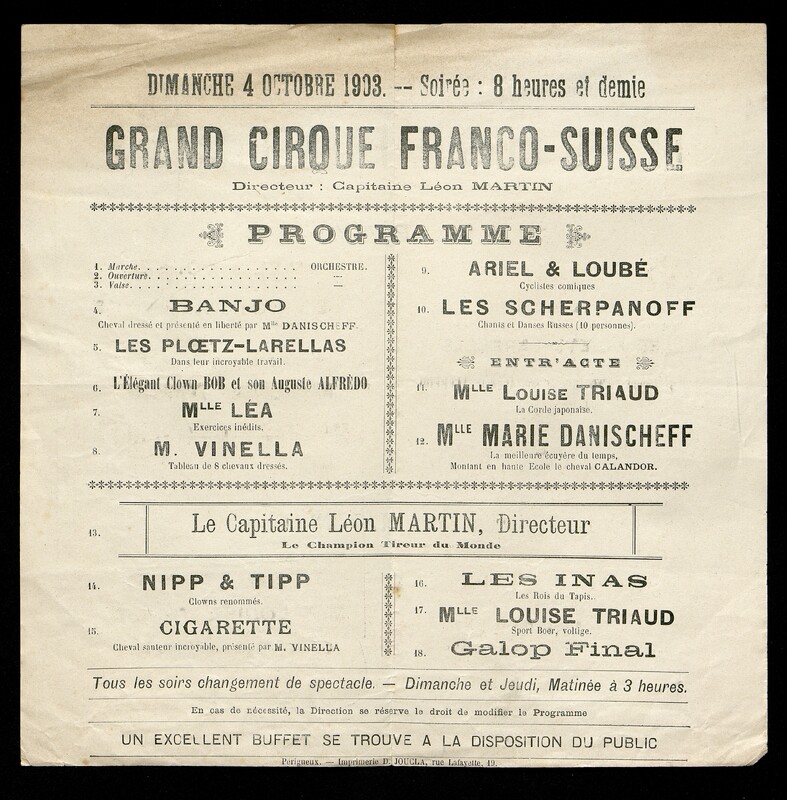 DIMANCHE 4 OCTOBRE 1903. -- Soirée : 8 heures et demie
GRAND CIRQUE FRANCO-SUISSE
Directeur : Capitaine Léon MARTIN
PROGRAMME
1. Marche. . . . . . . . . . . . . . . . . . . ORCHESTRE.
2. Ouverture. . . . . . . . . . . . . . . . . . —
3. Valse. . . . . . . . . . . . . . . . . . . . —
4. BANJO
Cheval dressé et présenté en liberté par Mlle DANISCHEFF.
5. LES PLŒTZ-LARELLAS
Dans leur incroyable travail.
6. L'Élégant Clown BOB et son Auguste ALFRÈDO
7. MLLE LÉA
Exercices inédits.
8. M. VINELLA
Tableau de 8 chevaux dressés.
9. ARIEL & LOUBÉ
Cyclistes comiques
10. LES SCHERPANOFF
Chants et Danses Russes (10 personnes).
ENTR'ACTE
11. MLLE LOUISE TRIAUD
La Corde japonaise.
12. MLLE MARIE DANISCHEFF
La meilleure écuyère du temps,
Montant en haute Ecole le cheval CALANDOR.
13. Le Capitaine Léon MARTIN, Directeur
Le Champion Tireur du Monde
14. NIPP & TIPP
Clowns renommés.
15. CIGARETTE
Cheval sauteur incroyable, présenté par M. VINELLA
16. LES INAS
Les Rois du Tapis.
17. MLLE LOUISE TRIAUD
Sport Boer, voltige.
18. Galop Final
Tous les soirs changement de spectacle. — Dimanche et Jeudi, Matinée à 3 heures.
En cas de nécessité, la Direction se réserve le droit de modifier le Programme
UN EXCELLENT BUFFET SE TROUVE A LA DISPOSITION DU PUBLIC
Périgueux. — Imprimerie D. JOUCLA, rue Lafayette, 19.